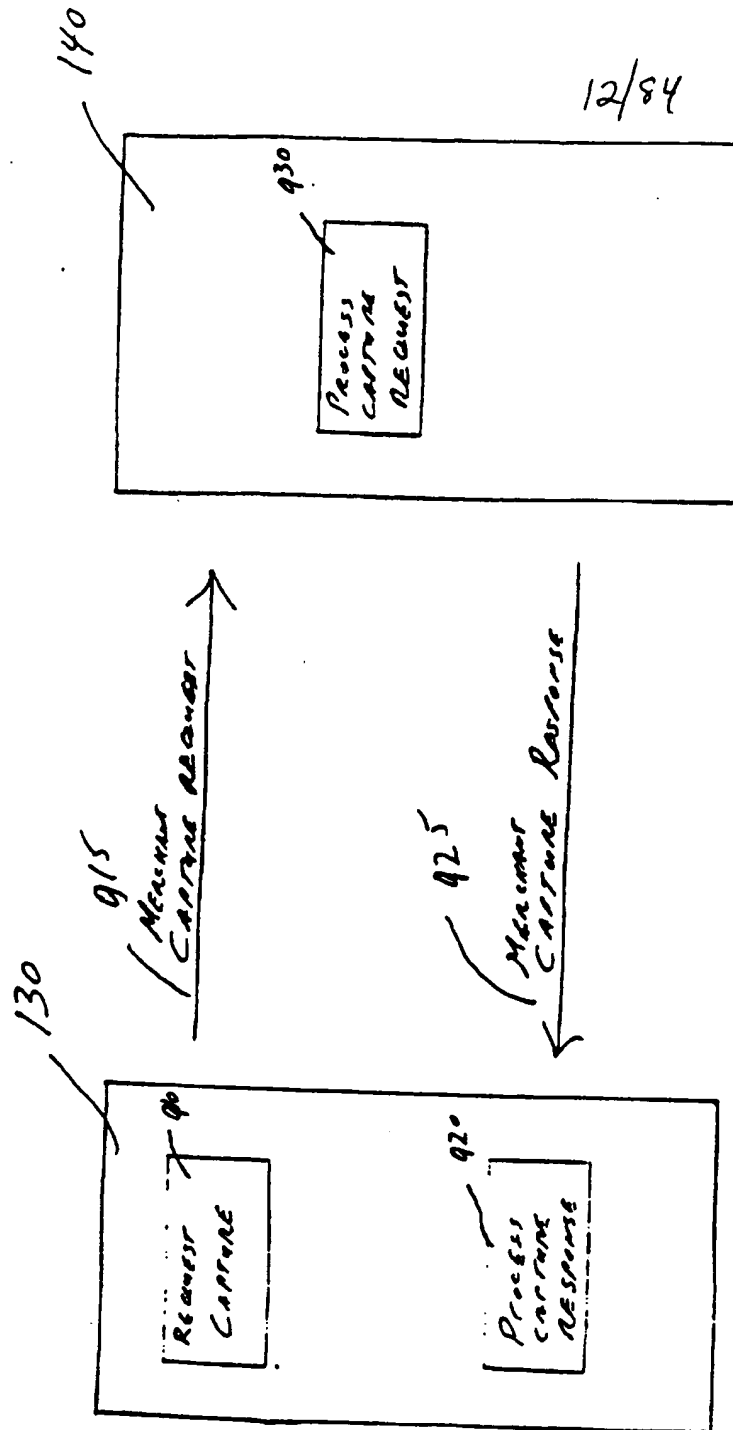 12/84
130
REQUEST
CAPTURE
910
PROCESS
CAPTURE
RESPONSE
920
915
MERCHANT
CAPTURE REQUEST
925
MERCHANT
CAPTURE RESPONSE
140
PROCESS
CAPTURE
REQUEST
930